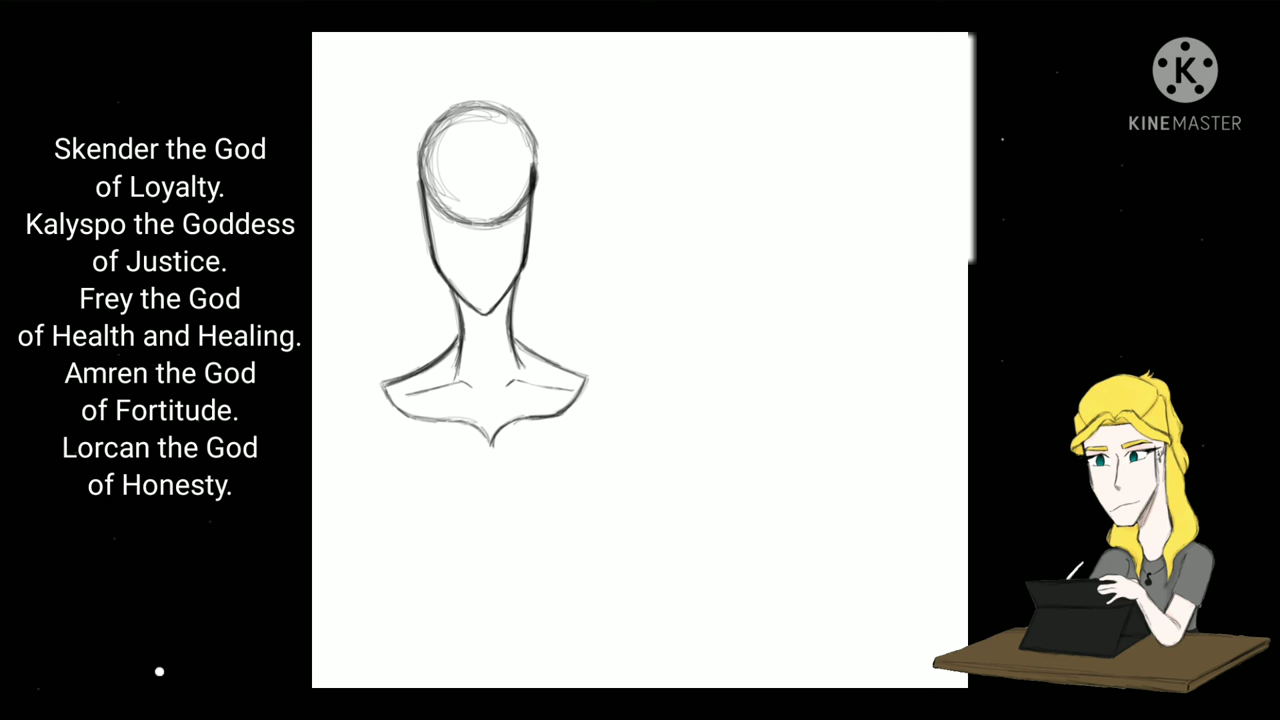 Skender the God
of Loyalty.
Kalyspo the Goddess
of Justice.
Frey the God
of Health and Healing.
Amren the God
of Fortitude.
Lorcan the God
of Honesty.
K
KINEMASTER